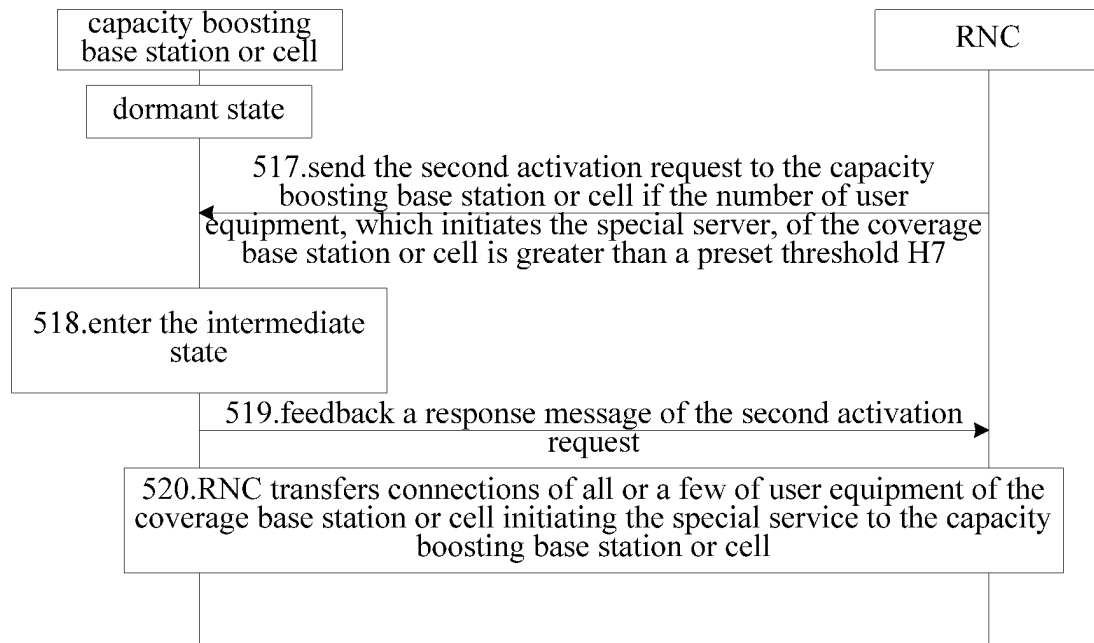 capacity boosting
base station or cell
RNC
dormant state
517.send the second activation request to the capacity
boosting base station or cell if the number of user
equipment, which initiates the special server, of the coverage
base station or cell is greater than a preset threshold H7
518.enter the intermediate
state
519.feedback a response message of the second activation
request
520.RNC transfers connections of all or a few of user equipment of the
coverage base station or cell initiating the special service to the capacity
boosting base station or cell